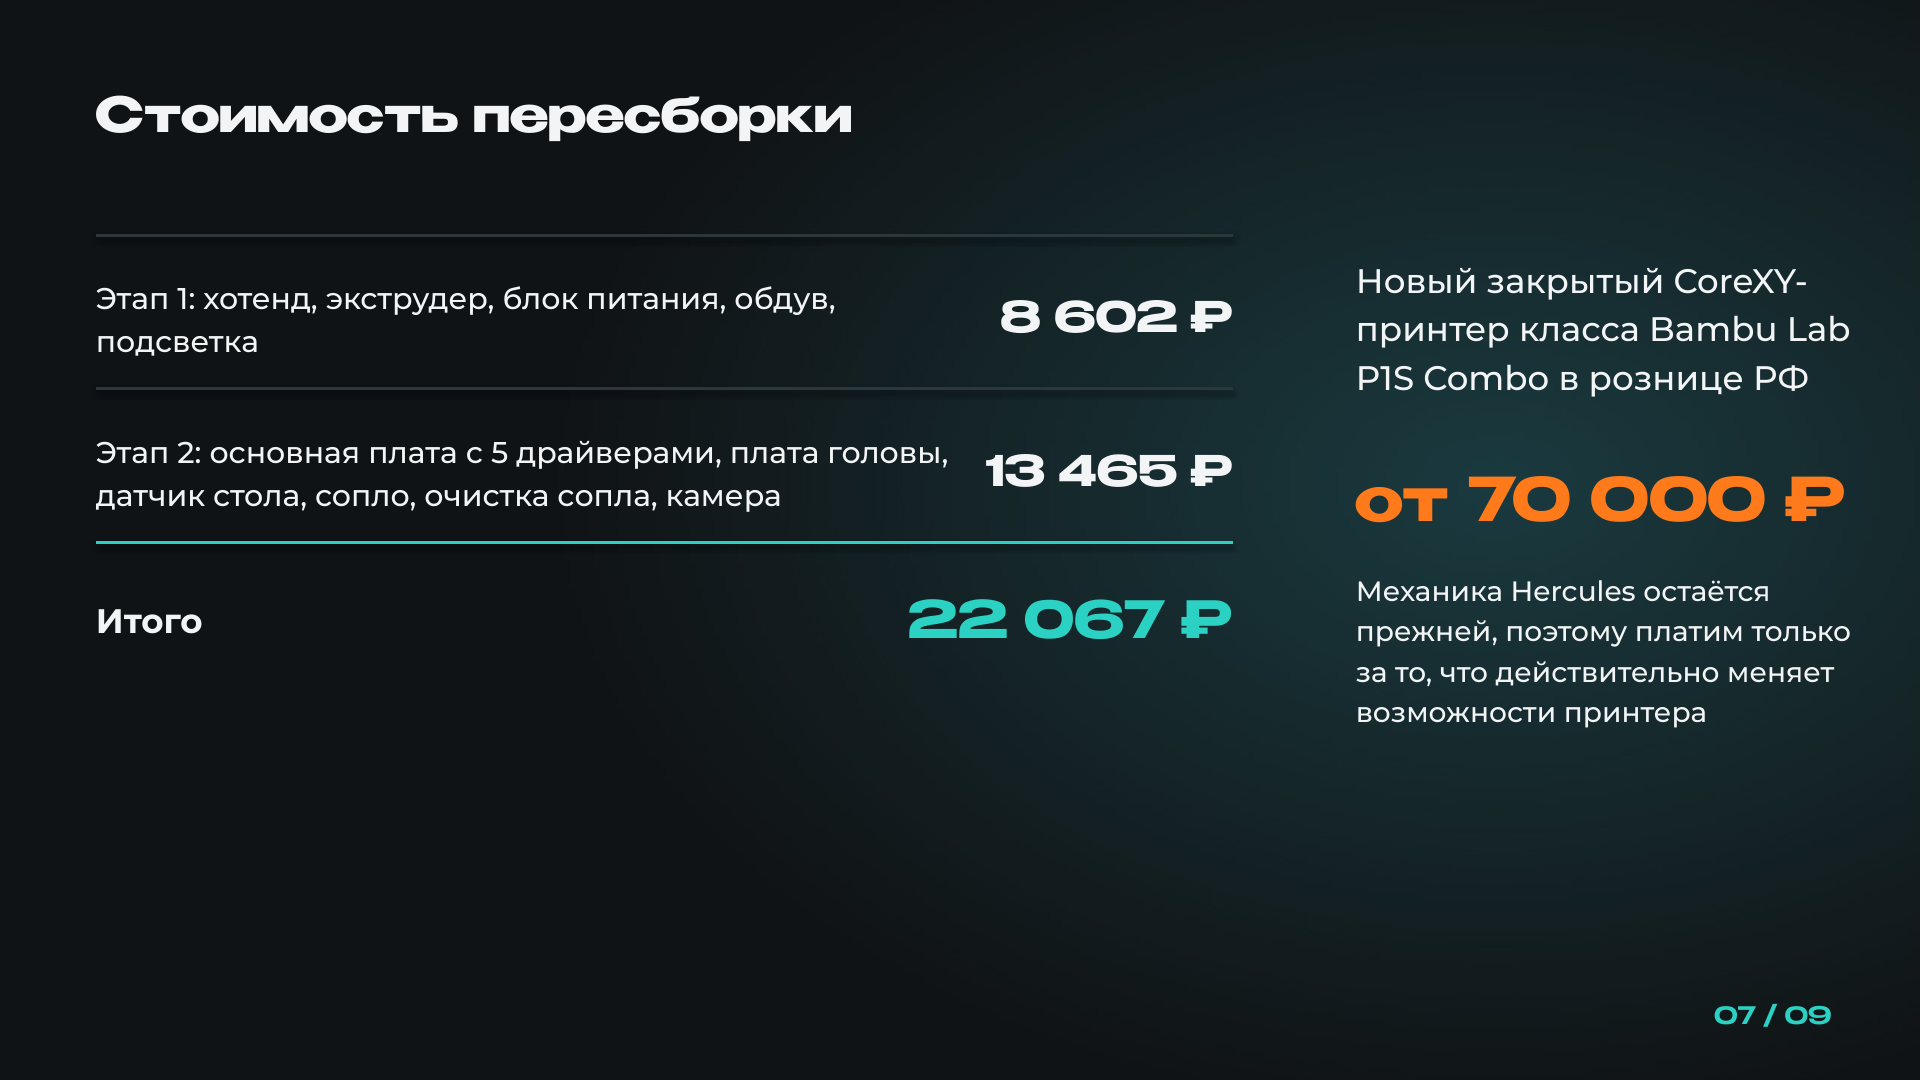 Стоимость пересборки
Этап 1: хотенд, экструдер, блок питания, обдув,
подсветка
8 602 ₽
Этап 2: основная плата с 5 драйверами, плата головы,
датчик стола, сопло, очистка сопла, камера
13 465 ₽
Итого
22 067 ₽
Новый закрытый CoreXY-
принтер класса Bambu Lab
P1S Combo в рознице РФ
от 70 000 ₽
Механика Hercules остаётся
прежней, поэтому платим только
за то, что действительно меняет
возможности принтера
07 / 09